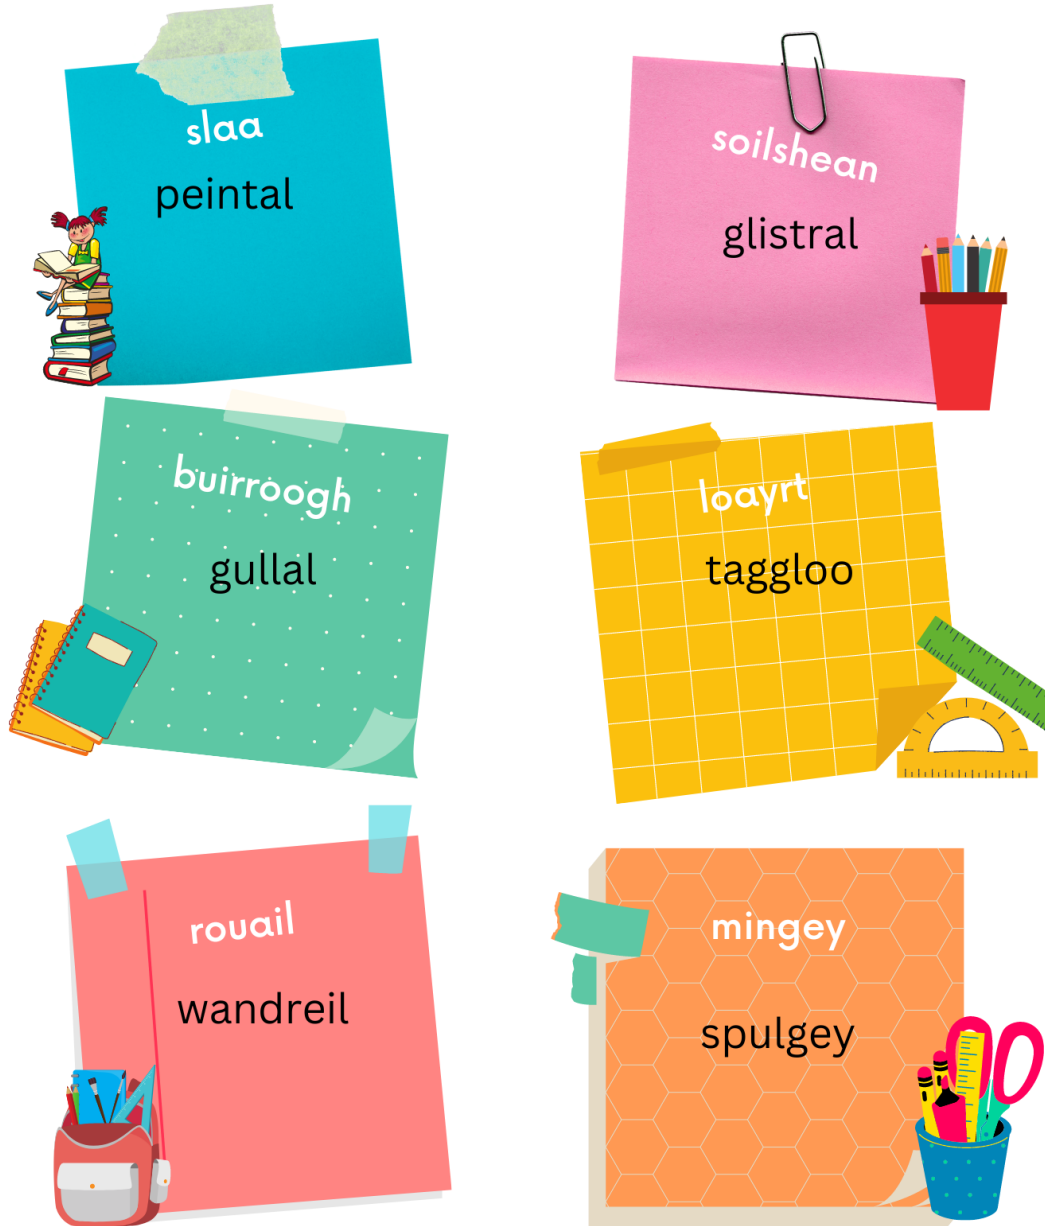 slaa
peintal
soilshean
glistral
buirroogh
gullal
loayrt
taggloo
rouail
wandreil
mingey
spulgey